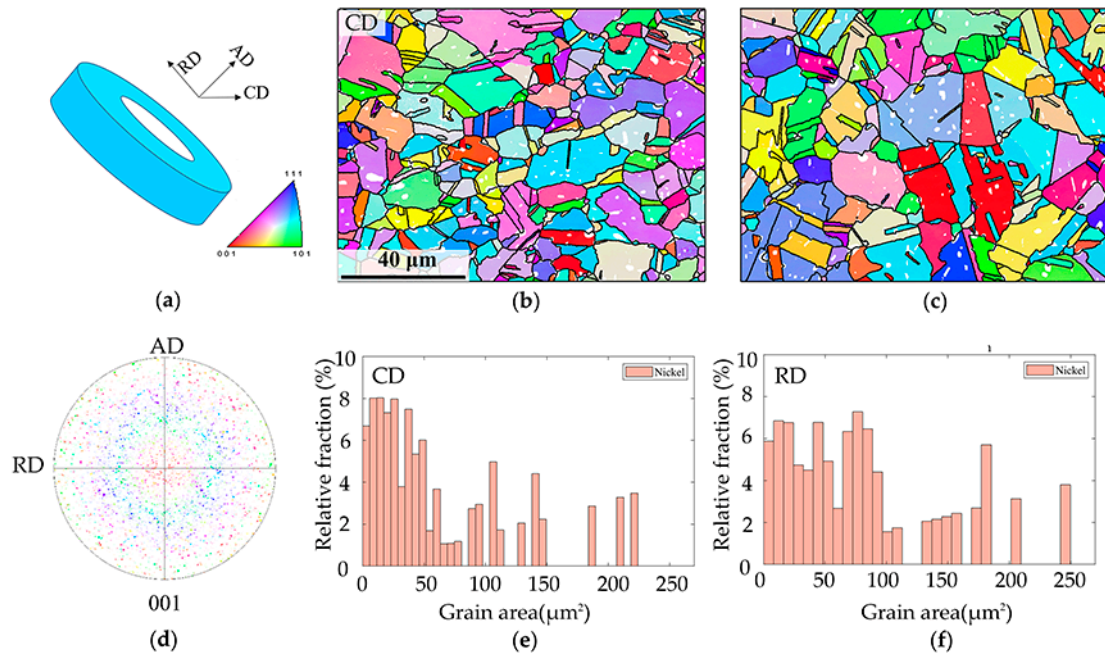 RD
AD
CD
111
001
101
(a)
CD
40 µm
(b)
(c)
AD
RD
001
(d)
10
8
6
4
2
0
Relative fraction (%)
CD
Nickel
0 50 100 150 200 250
Grain area(µm²)
(e)
10
8
6
4
2
0
Relative fraction (%)
RD
Nickel
0 50 100 150 200 250
Grain area(µm²)
(f)